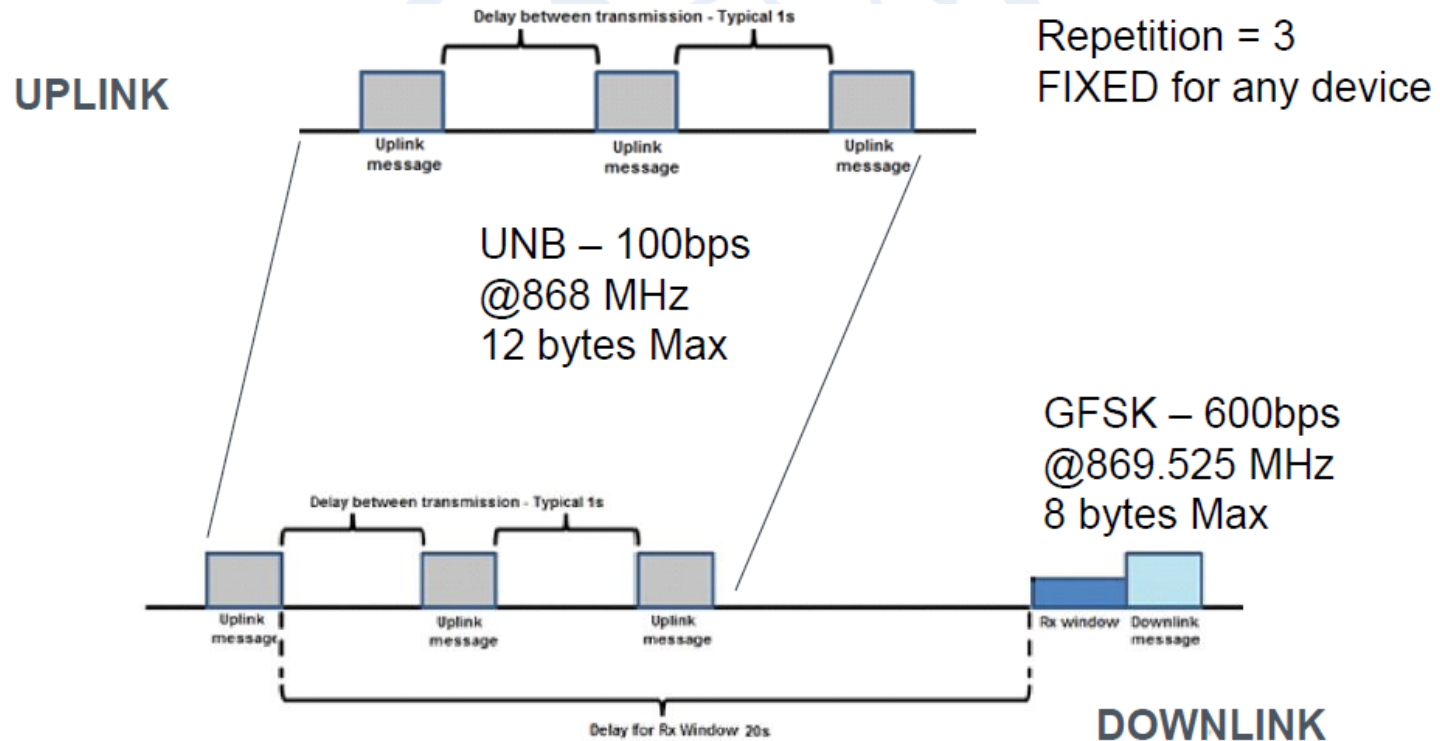 Delay between transmission - Typical 1s
Repetition = 3
FIXED for any device
UPLINK
Uplink
message
Uplink
message
Uplink
message
UNB – 100bps
@868 MHz
12 bytes Max
GFSK – 600bps
@869.525 MHz
8 bytes Max
Delay between transmission - Typical 1s
Uplink
message
Uplink
message
Uplink
message
Rx window
Downlink
message
Delay for Rx Window 20s
DOWNLINK